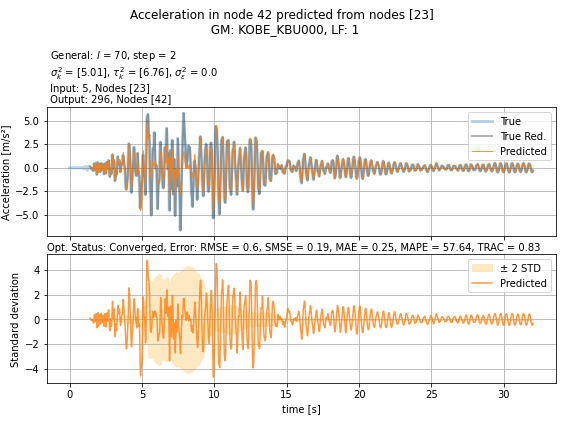 Acceleration in node 42 predicted from nodes [23]
GM: KOBE_KBU000, LF: 1
General: l = 70, step = 2
σ²ₖ = [5.01], τ²ₖ = [6.76], σ²ε = 0.0
Input: 5, Nodes [23]
Output: 296, Nodes [42]
True
True Red.
Predicted
5.0
2.5
0.0
−2.5
−5.0
Acceleration [m/s²]
Opt. Status: Converged, Error: RMSE = 0.6, SMSE = 0.19, MAE = 0.25, MAPE = 57.64, TRAC = 0.83
± 2 STD
Predicted
4
2
0
−2
−4
Standard deviation
0 5 10 15 20 25 30
time [s]